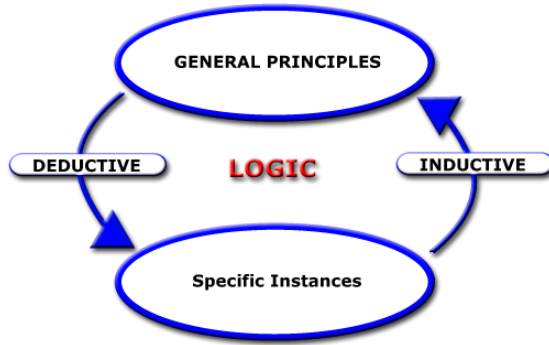 GENERAL PRINCIPLES
DEDUCTIVE
LOGIC
INDUCTIVE
Specific Instances